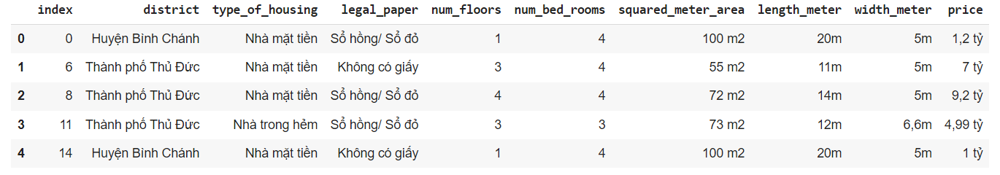 index district type_of_housing legal_paper num_floors num_bed_rooms squared_meter_area length_meter width_meter price
0 0 Huyện Bình Chánh Nhà mặt tiền Sổ hồng/ Sổ đỏ 1 4 100 m2 20m 5m 1,2 tỷ
1 6 Thành phố Thủ Đức Nhà mặt tiền Không có giấy 3 4 55 m2 11m 5m 7 tỷ
2 8 Thành phố Thủ Đức Nhà mặt tiền Sổ hồng/ Sổ đỏ 4 4 72 m2 14m 5m 9,2 tỷ
3 11 Thành phố Thủ Đức Nhà trong hẻm Sổ hồng/ Sổ đỏ 3 3 73 m2 12m 6,6m 4,99 tỷ
4 14 Huyện Bình Chánh Nhà mặt tiền Không có giấy 1 4 100 m2 20m 5m 1 tỷ